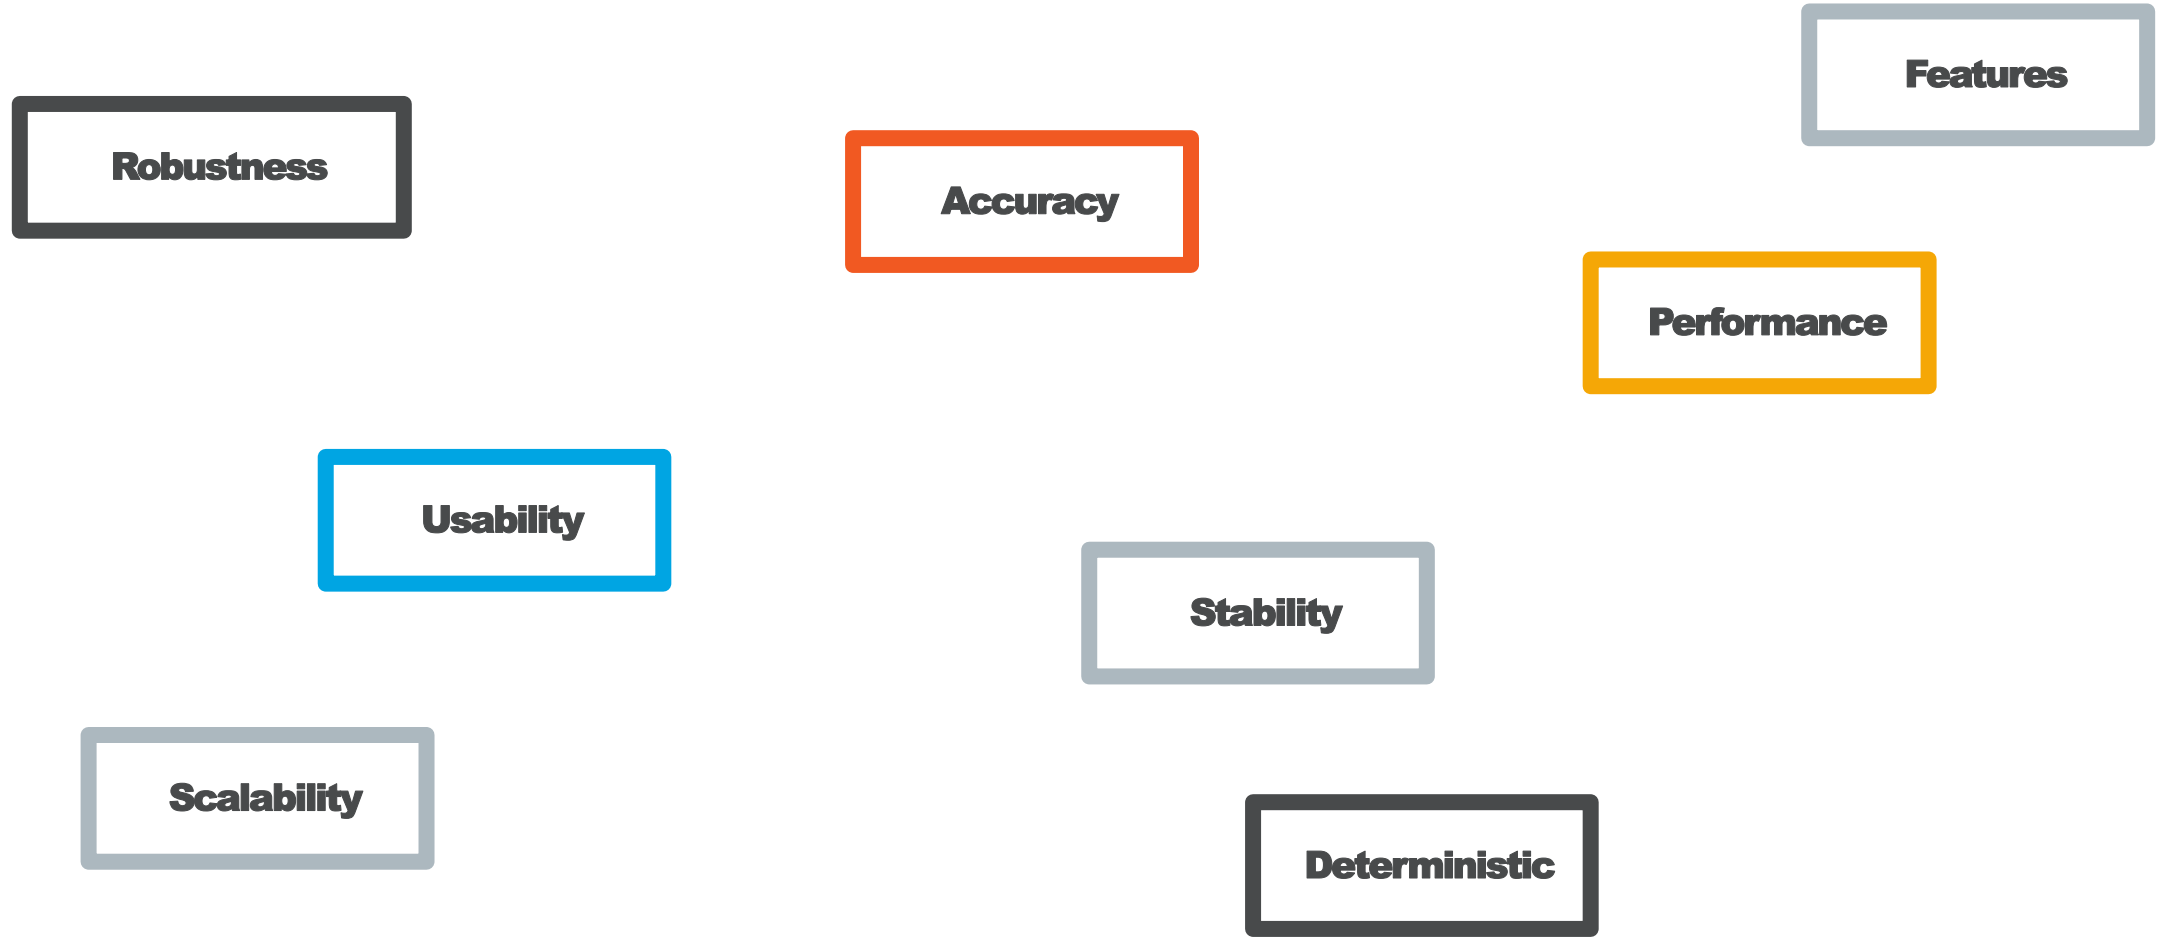 Features
Robustness
Accuracy
Performance
Usability
Stability
Scalability
Deterministic